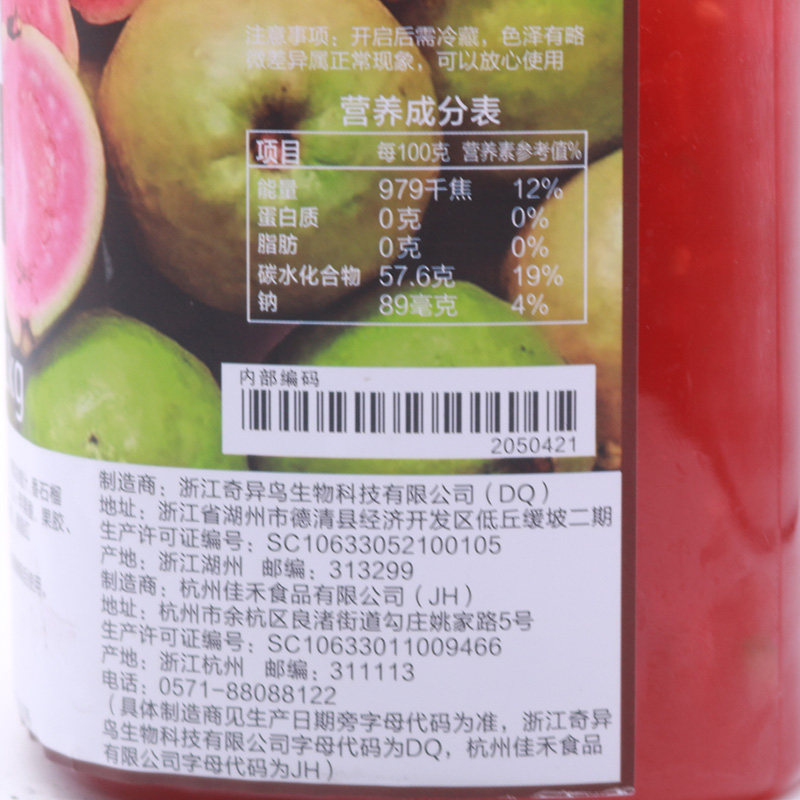 注意事项：开启后需冷藏，色泽有略
微差异属正常现象，可以放心使用
营养成分表
项目 每100克 营养素参考值%
能量 979千焦 12%
蛋白质 0克 0%
脂肪 0克 0%
碳水化合物 57.6克 19%
钠 89毫克 4%
内部编码
2050421
kg
番石榴
果胶、
制造商：浙江奇异鸟生物科技有限公司（DQ）
地址：浙江省湖州市德清县经济开发区低丘缓坡二期
生产许可证编号：SC10633052100105
产地：浙江湖州 邮编：313299
制造商：杭州佳禾食品有限公司（JH）
地址：杭州市余杭区良渚街道勾庄姚家路5号
生产许可证编号：SC10633011009466
产地：浙江杭州 邮编：311113
电话：0571-88088122
（具体制造商见生产日期旁字母代码为准，浙江奇异
鸟生物科技有限公司字母代码为DQ，杭州佳禾食品
有限公司字母代码为JH）